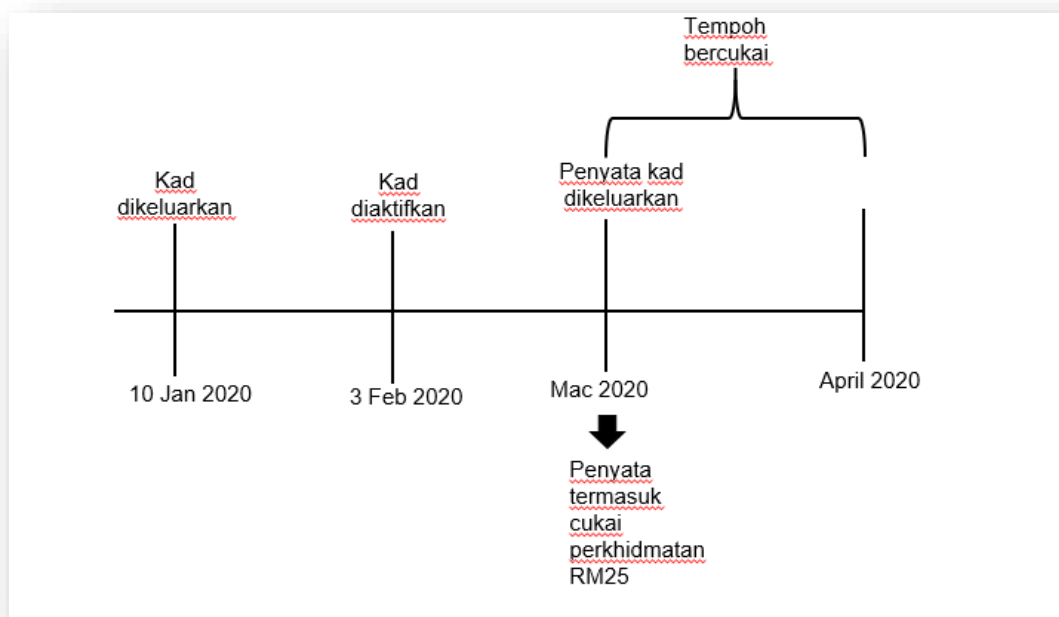 Tempoh
bercukai
Kad
dikeluarkan
Kad
diaktifkan
Penyata kad
dikeluarkan
10 Jan 2020
3 Feb 2020
Mac 2020
April 2020
Penyata
termasuk
cukai
perkhidmatan
RM25